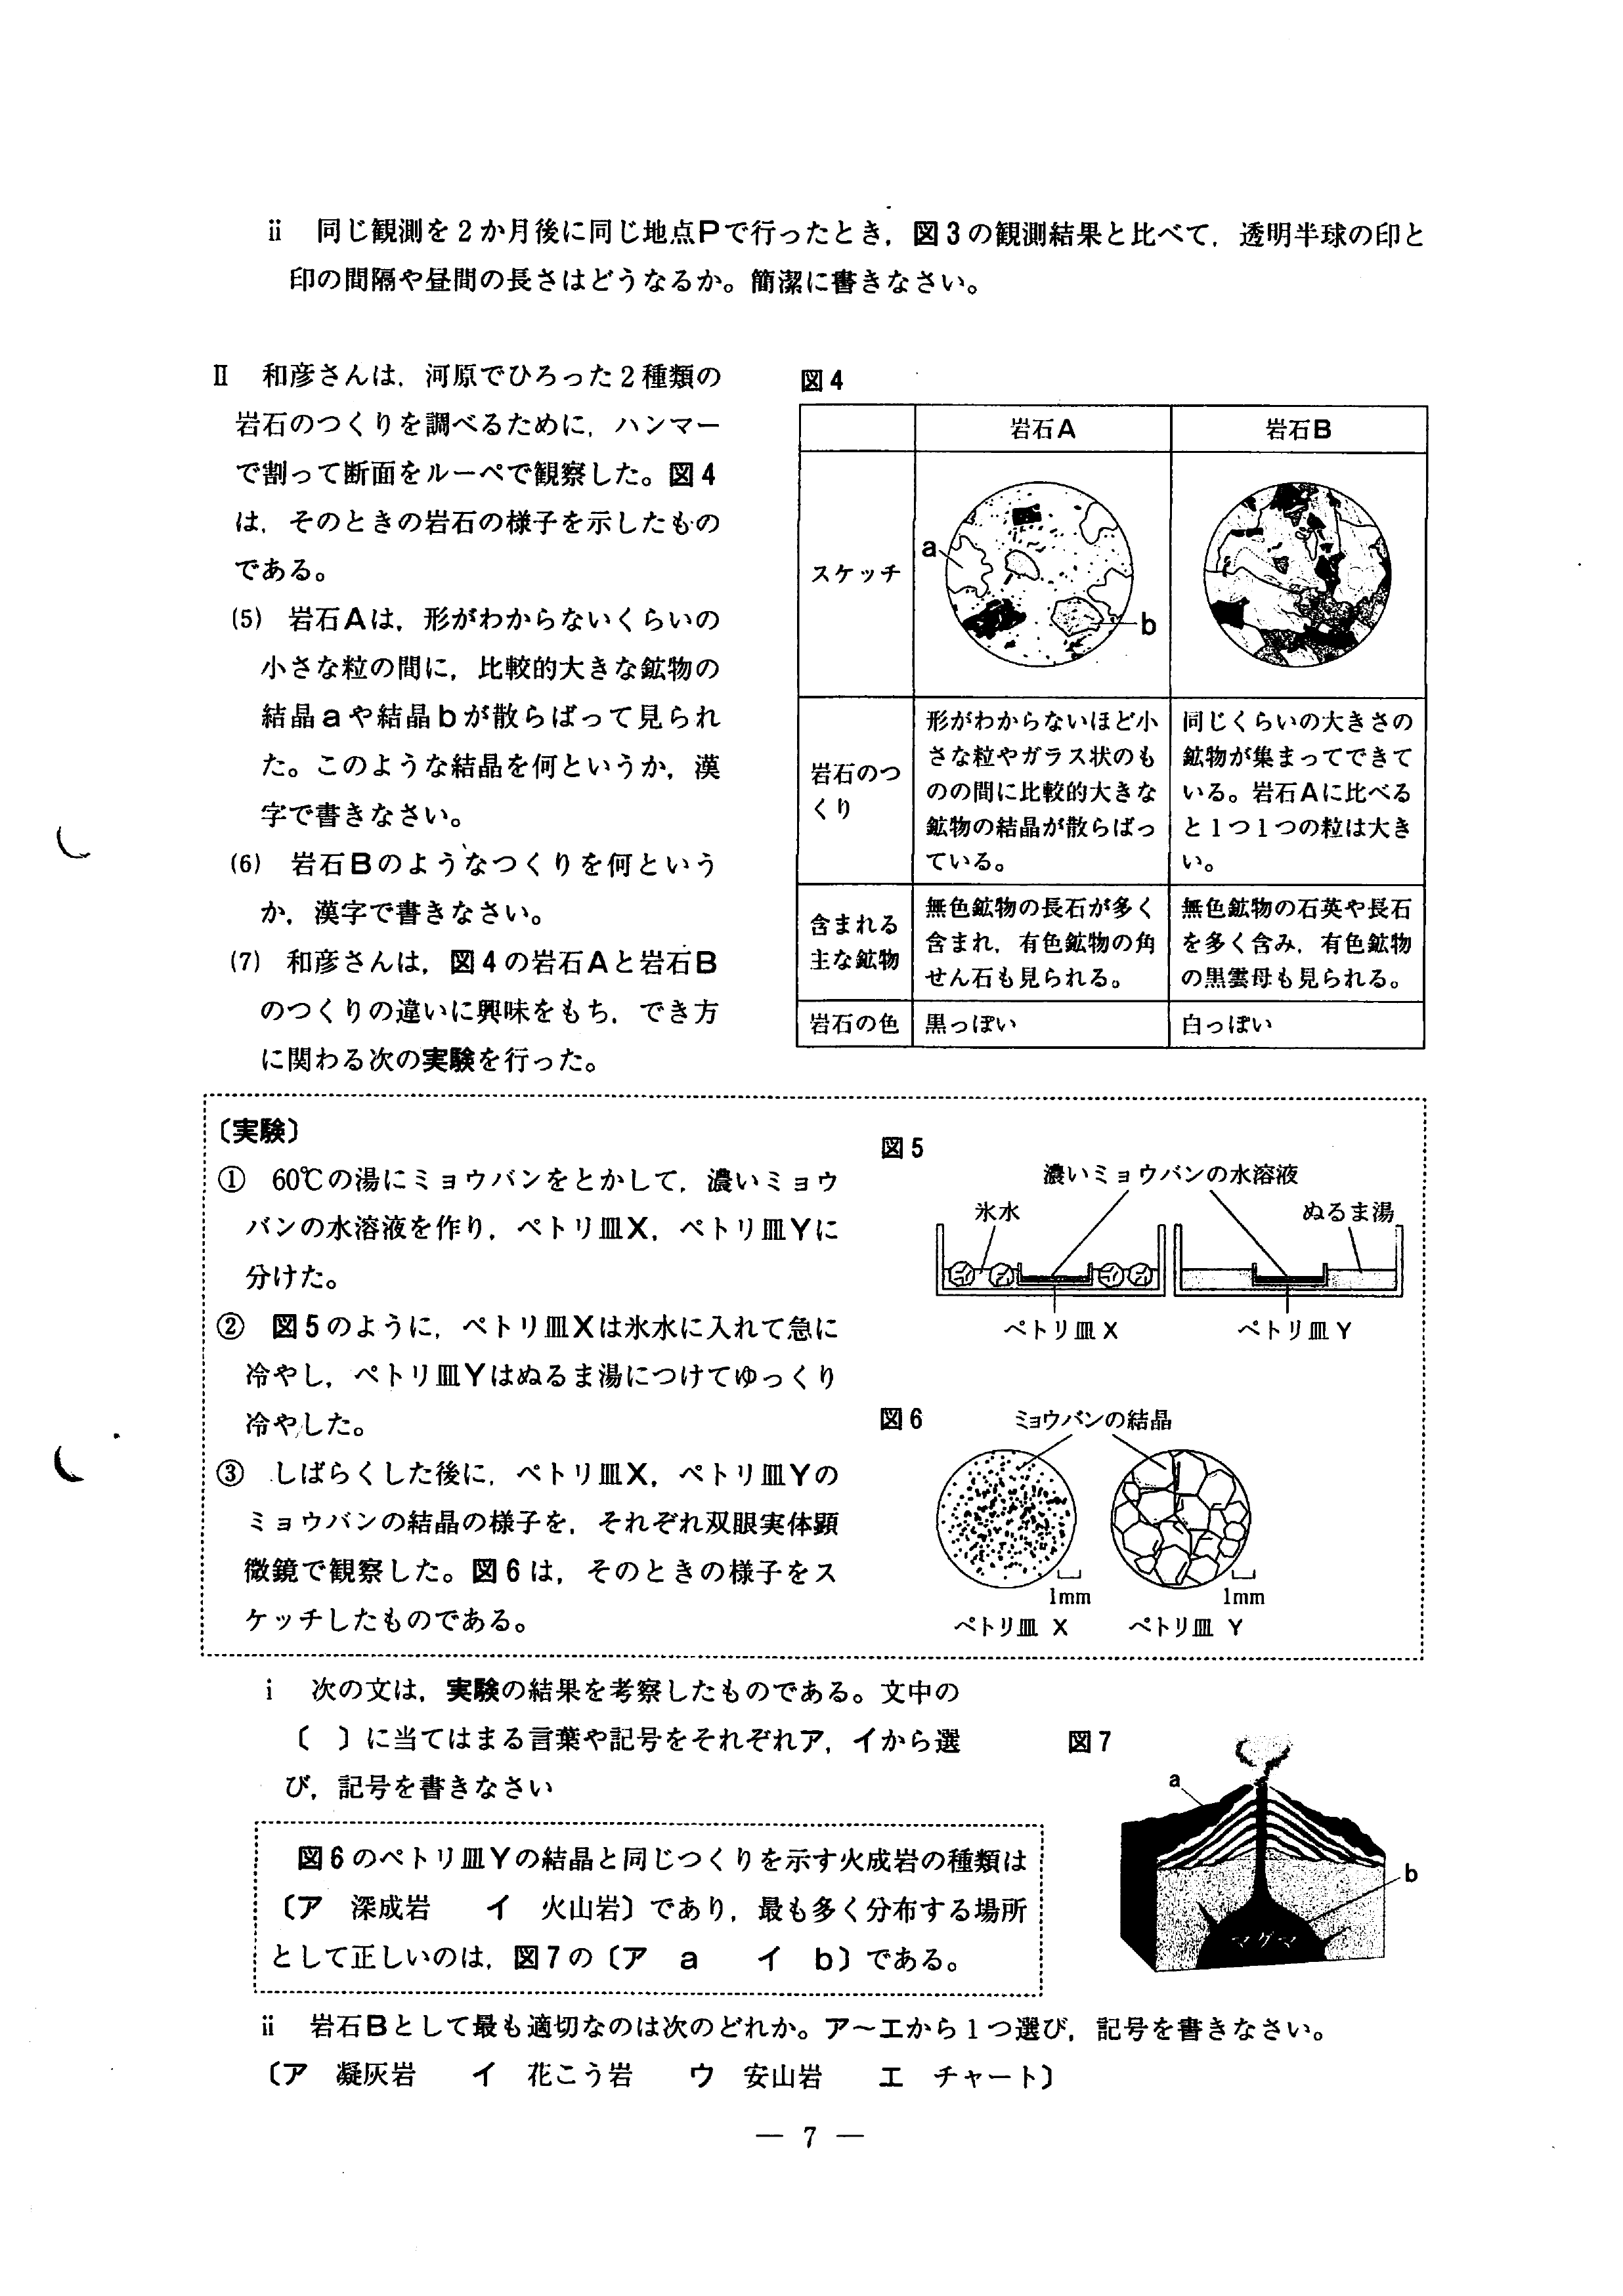 ii 同じ観測を2か月後に同じ地点Pで行ったとき，図3の観測結果と比べて，透明半球の印と
印の間隔や昼間の長さはどうなるか。簡潔に書きなさい。
Ⅱ 和彦さんは，河原でひろった2種類の
岩石のつくりを調べるために，ハンマー
で割って断面をルーペで観察した。図4
は，そのときの岩石の様子を示したもの
である。
(5) 岩石Aは，形がわからないくらいの
小さな粒の間に，比較的大きな鉱物の
結晶aや結晶bが散らばって見られ
た。このような結晶を何というか，漢
字で書きなさい。
(6) 岩石Bのようなつくりを何という
か，漢字で書きなさい。
(7) 和彦さんは，図4の岩石Aと岩石B
のつくりの違いに興味をもち，でき方
に関わる次の実験を行った。
図4
岩石A 岩石B
スケッチ
a
b
岩石のつ
くり
形がわからないほど小
さな粒やガラス状のも
のの間に比較的大きな
鉱物の結晶が散らばっ
ている。
同じくらいの大きさの
鉱物が集まってできて
いる。岩石Aに比べる
と1つ1つの粒は大き
い。
含まれる
主な鉱物
無色鉱物の長石が多く
含まれ，有色鉱物の角
せん石も見られる。
無色鉱物の石英や長石
を多く含み，有色鉱物
の黒雲母も見られる。
岩石の色 黒っぽい 白っぽい
〔実験〕
① 60℃の湯にミョウバンをとかして，濃いミョウ
バンの水溶液を作り，ペトリ皿X，ペトリ皿Yに
分けた。
② 図5のように，ペトリ皿Xは氷水に入れて急に
冷やし，ペトリ皿Yはぬるま湯につけてゆっくり
冷やした。
③ しばらくした後に，ペトリ皿X，ペトリ皿Yの
ミョウバンの結晶の様子を，それぞれ双眼実体顕
微鏡で観察した。図6は，そのときの様子をス
ケッチしたものである。
図5
濃いミョウバンの水溶液
氷水 ぬるま湯
ペトリ皿 X ペトリ皿 Y
図6 ミョウバンの結晶
1mm 1mm
ペトリ皿 X ペトリ皿 Y
i 次の文は，実験の結果を考察したものである。文中の
〔 〕に当てはまる言葉や記号をそれぞれア，イから選
び，記号を書きなさい
図6のペトリ皿Yの結晶と同じつくりを示す火成岩の種類は
〔ア 深成岩 イ 火山岩〕であり，最も多く分布する場所
として正しいのは，図7の〔ア a イ b〕である。
図7
a
b
マグマ
ii 岩石Bとして最も適切なのは次のどれか。ア～エから1つ選び，記号を書きなさい。
〔ア 凝灰岩 イ 花こう岩 ウ 安山岩 エ チャート〕
— 7 —